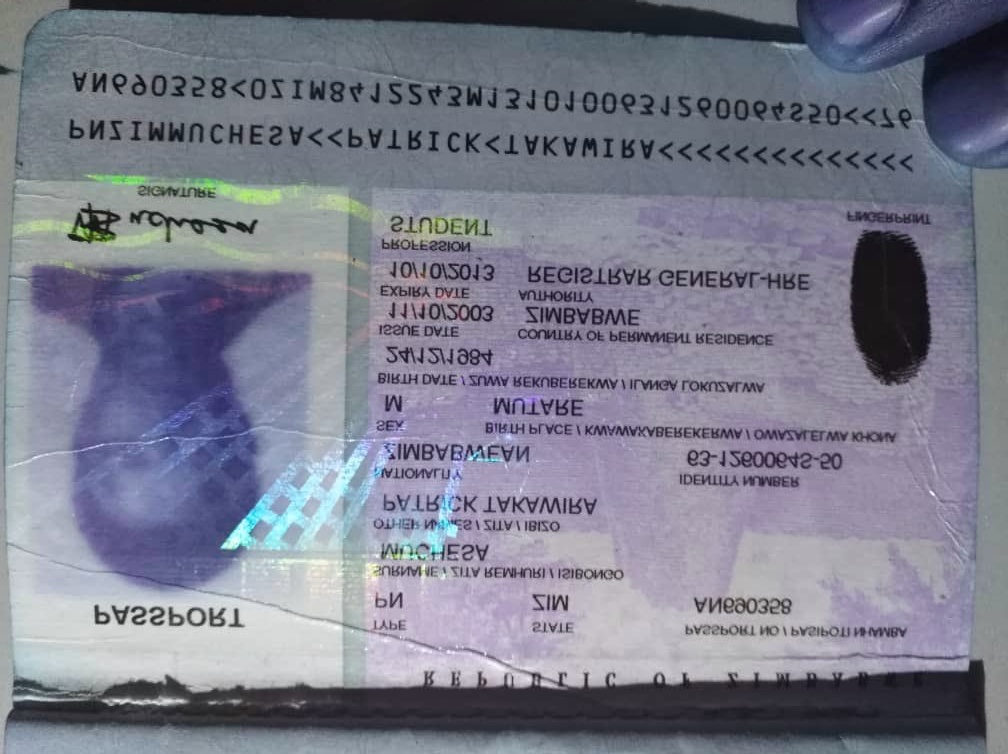 REPUBLIC OF ZIMBABWE
PASSPORT
TYPE STATE PASSPORT NO / PASIPOTI NHAMBA
PN ZIM AN690358
SURNAME / ZITA REMHURI / ISIBONGO
MUCHESA
OTHER NAMES / ZITA / IBIZO
PATRICK TAKAWIRA
NATIONALITY IDENTITY NUMBER
ZIMBABWEAN 63-1260064S-50
SEX BIRTH PLACE / KWAWAXABEREKERWA / OWAZALELWA KHONA
M MUTARE
BIRTH DATE / ZUWA REKUBEREKWA / ILANGA LOKUZALWA
24/12/1984
ISSUE DATE COUNTRY OF PERMANENT RESIDENCE
11/10/2003 ZIMBABWE
EXPIRY DATE AUTHORITY
10/10/2013 REGISTRAR GENERAL-HRE
PROFESSION
STUDENT
FINGERPRINT
SIGNATURE
PNZIMMUCHESA<<PATRICK<TAKAWIRA<<<<<<<<<<<<<<
AN690358<0ZIM8412243M1310100631260064S50<<76